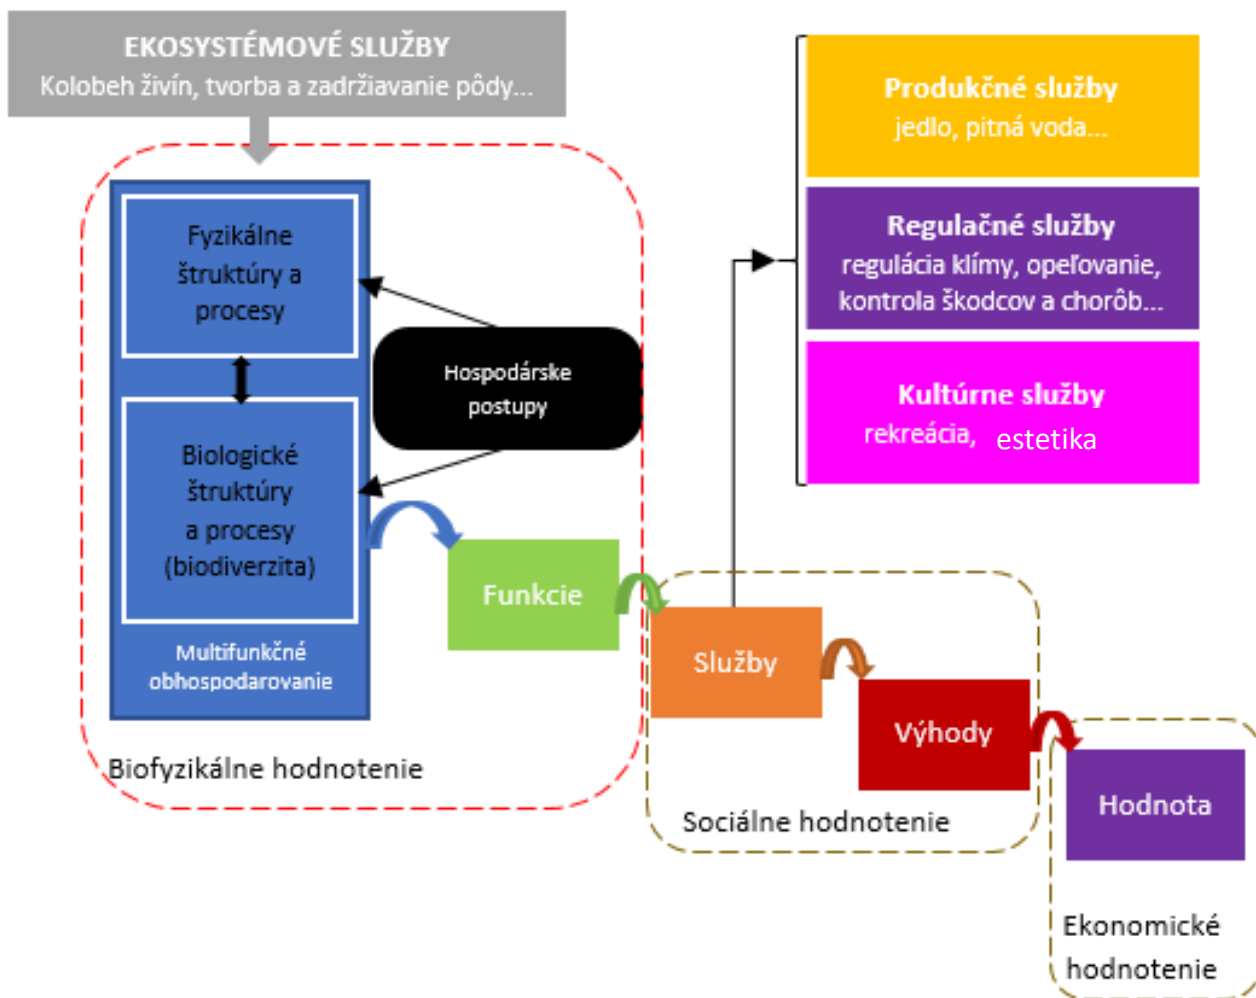 EKOSYSTÉMOVÉ SLUŽBY
Kolobeh živín, tvorba a zadržiavanie pôdy...
Fyzikálne
štruktúry a
procesy
Hospodárske
postupy
Biologické
štruktúry
a procesy
(biodiverzita)
Multifunkčné
obhospodarovanie
Biofyzikálne hodnotenie
Funkcie
Produkčné služby
jedlo, pitná voda...
Regulačné služby
regulácia klímy, opeľovanie,
kontrola škodcov a chorôb...
Kultúrne služby
rekreácia, estetika
Služby
Výhody
Sociálne hodnotenie
Hodnota
Ekonomické
hodnotenie